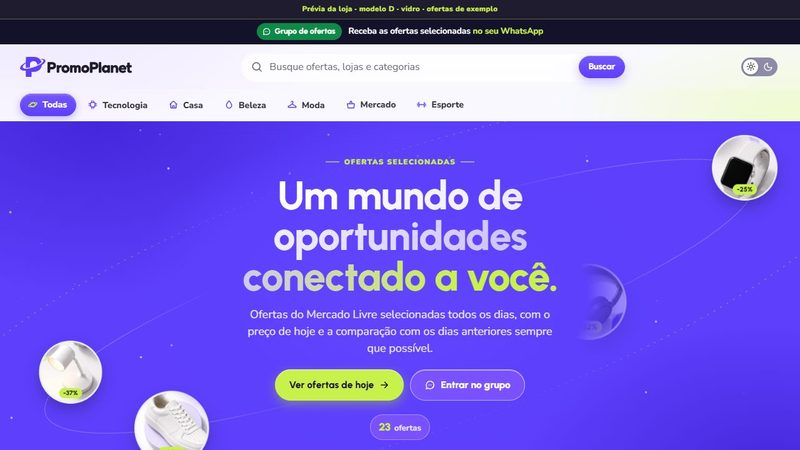 Prévia da loja - modelo D - vidro - ofertas de exemplo
Grupo de ofertas Receba as ofertas selecionadas no seu WhatsApp
PromoPlanet Busque ofertas, lojas e categorias Buscar
Todas Tecnologia Casa Beleza Moda Mercado Esporte
OFERTAS SELECIONADAS
-25%
Um mundo de
oportunidades
conectado a você.
Ofertas do Mercado Livre selecionadas todos os dias, com o
preço de hoje e a comparação com os dias anteriores sempre
que possível.
-37%
Ver ofertas de hoje → Entrar no grupo
23 ofertas